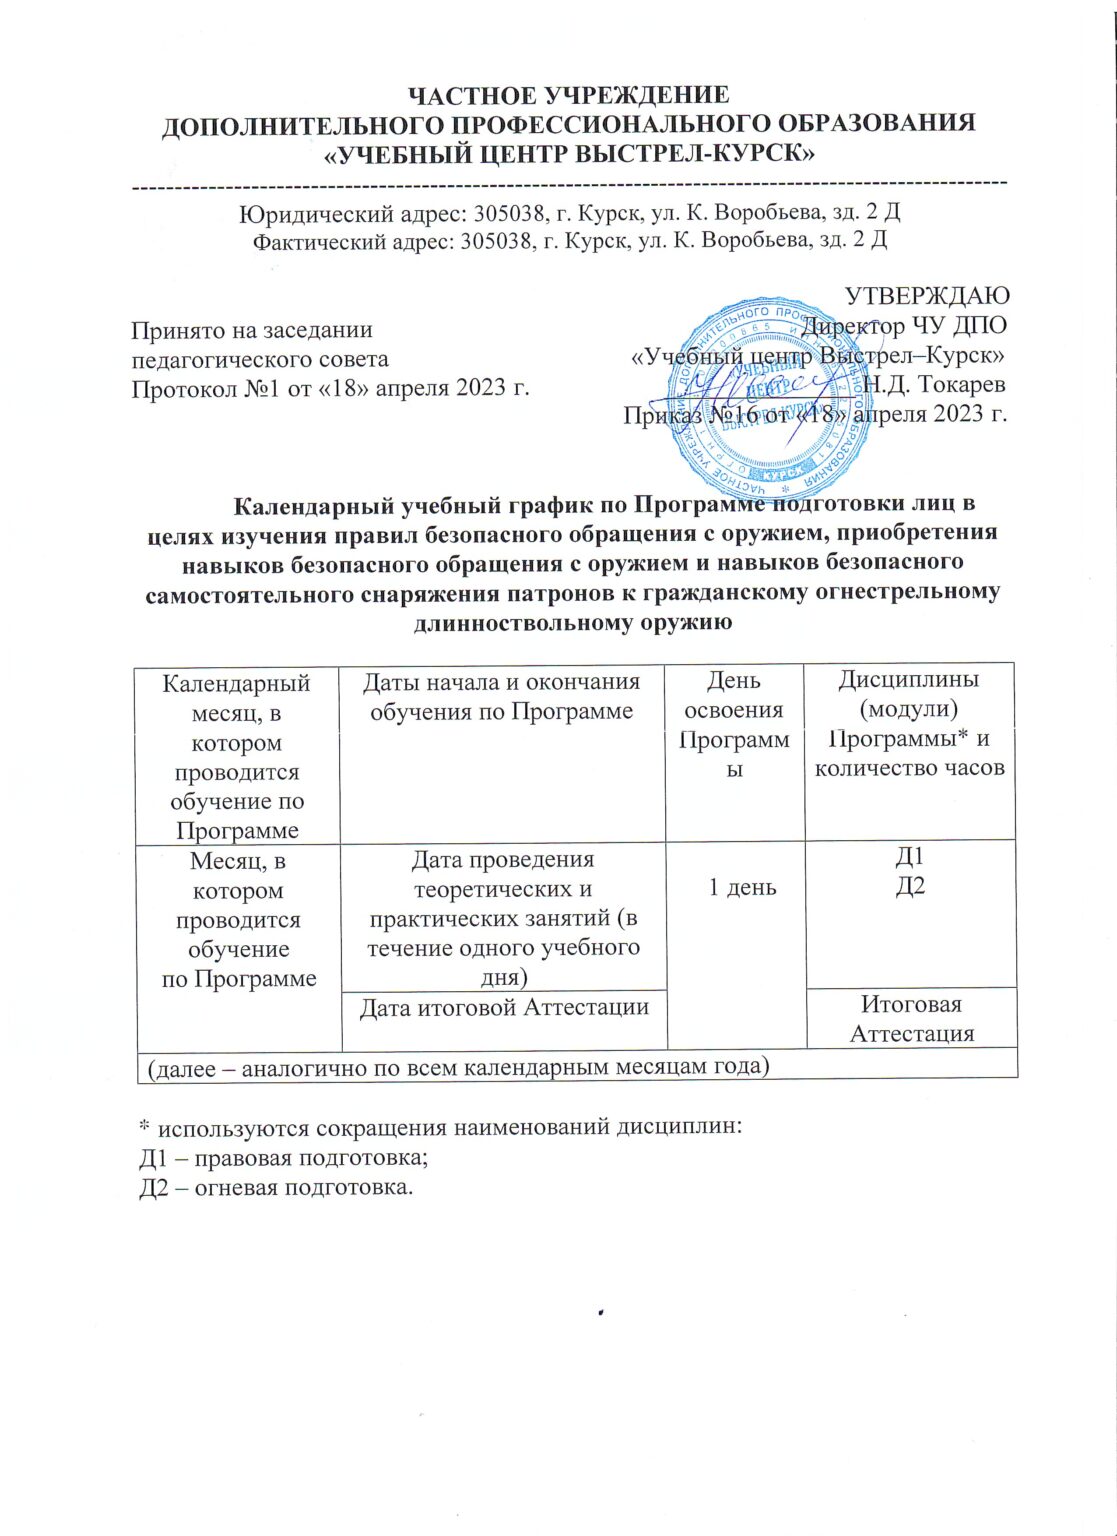 ЧАСТНОЕ УЧРЕЖДЕНИЕ
ДОПОЛНИТЕЛЬНОГО ПРОФЕССИОНАЛЬНОГО ОБРАЗОВАНИЯ
«УЧЕБНЫЙ ЦЕНТР ВЫСТРЕЛ-КУРСК»
Юридический адрес: 305038, г. Курск, ул. К. Воробьева, зд. 2 Д
Фактический адрес: 305038, г. Курск, ул. К. Воробьева, зд. 2 Д
Принято на заседании
педагогического совета
Протокол №1 от «18» апреля 2023 г.
УТВЕРЖДАЮ
Директор ЧУ ДПО
«Учебный центр Выстрел–Курск»
Н.Д. Токарев
Приказ №16 от «18» апреля 2023 г.
УЧЕБНЫЙ
ЦЕНТР
ВЫСТРЕЛ-КУРСК
Календарный учебный график по Программе подготовки лиц в
целях изучения правил безопасного обращения с оружием, приобретения
навыков безопасного обращения с оружием и навыков безопасного
самостоятельного снаряжения патронов к гражданскому огнестрельному
длинноствольному оружию
Календарный
месяц, в
котором
проводится
обучение по
Программе
Даты начала и окончания
обучения по Программе
День
освоения
Программ
ы
Дисциплины
(модули)
Программы* и
количество часов
Месяц, в
котором
проводится
обучение
по Программе
Дата проведения
теоретических и
практических занятий (в
течение одного учебного
дня)
1 день
Д1
Д2
Дата итоговой Аттестации
Итоговая
Аттестация
(далее – аналогично по всем календарным месяцам года)
* используются сокращения наименований дисциплин:
Д1 – правовая подготовка;
Д2 – огневая подготовка.